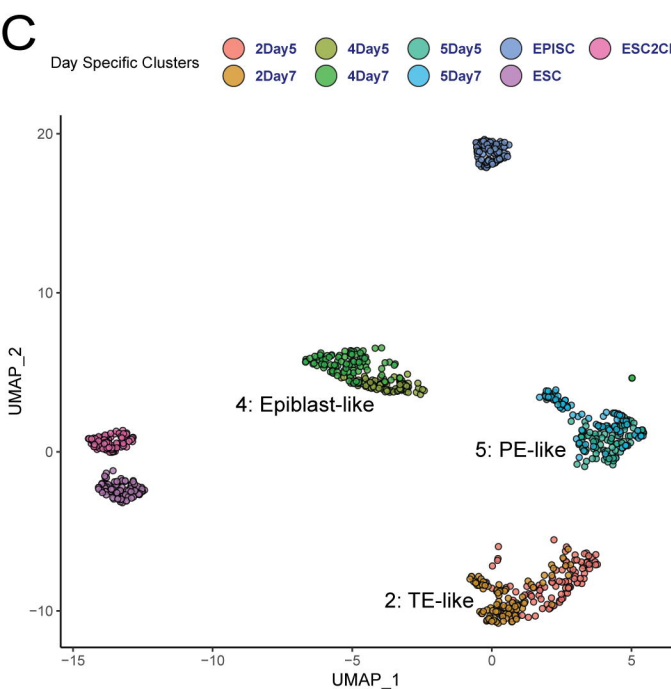 C
Day Specific Clusters
2Day5 4Day5 5Day5 EPISC
2Day7 4Day7 5Day7 ESC
20
10
4: Epiblast-like
UMAP_2
0
5: PE-like
2: TE-like
−10
−15 −10 −5 0 5
UMAP_1